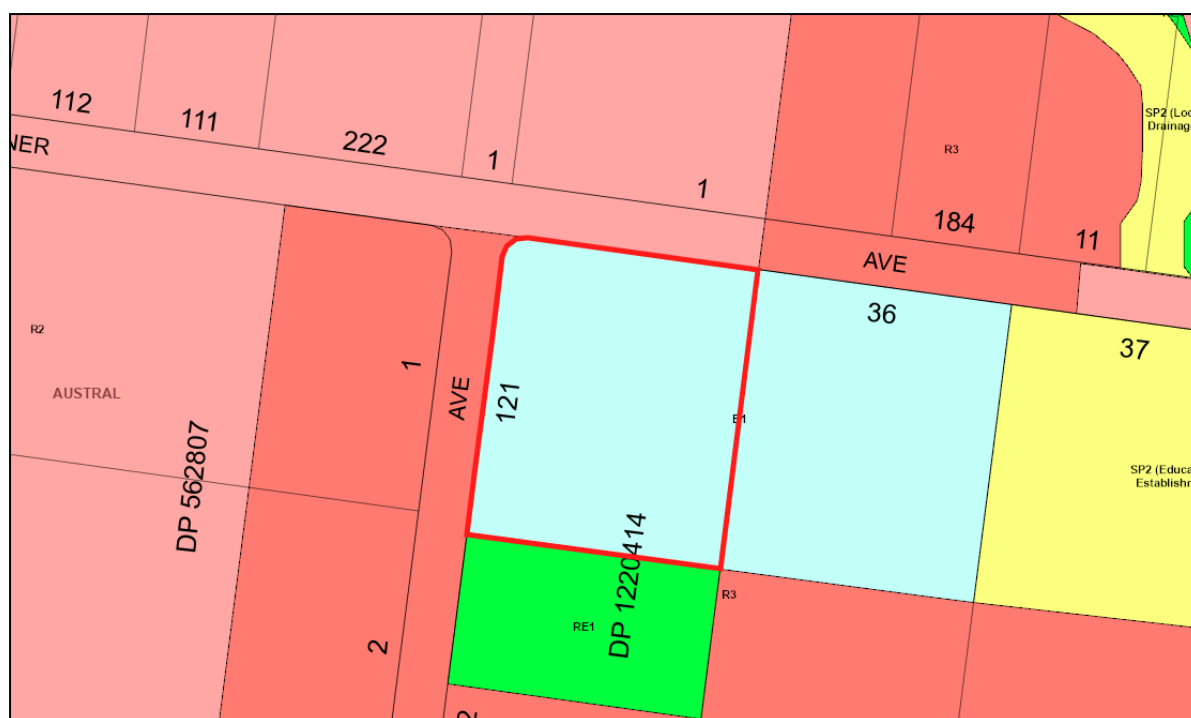 112
111
222
1
1
R3
184
11
SP2 (Loc
Drainag
NER
AVE
R2
AUSTRAL
1
AVE
121
36
37
DP 562807
SP2 (Educa
Establishm
DP 1220414
R3
RE1
2